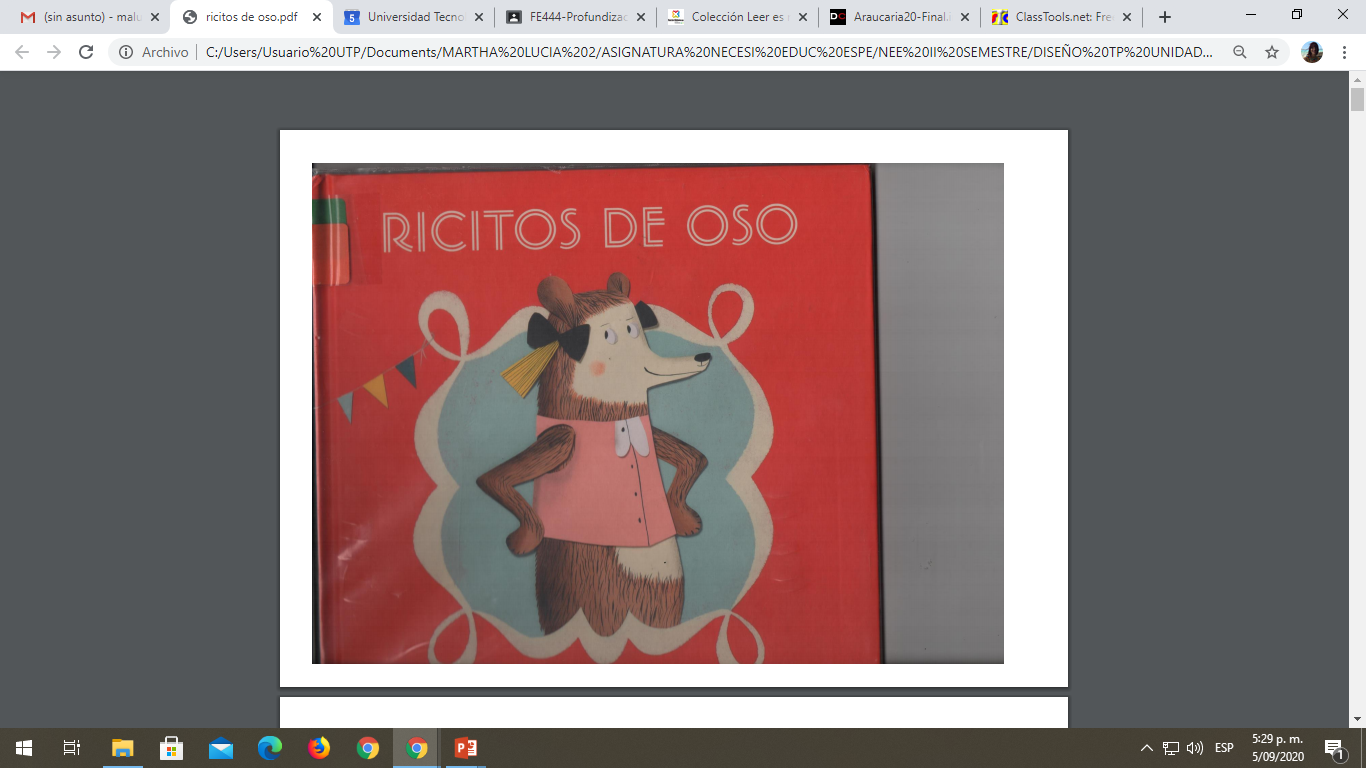 (sin asunto) - malu
ricitos de oso.pdf
Universidad Tecno
FE444-Profundizac
Colección Leer es
Araucaria20-Final.
ClassTools.net: Fre
Archivo
C:/Users/Usuario%20UTP/Documents/MARTHA%20LUCIA%202/ASIGNATURA%20NECESI%20EDUC%20ESPE/NEE%20II%20SEMESTRE/DISEÑO%20TP%20UNIDAD...
RICITOS DE OSO
ESP
5:29 p. m.
5/09/2020
1